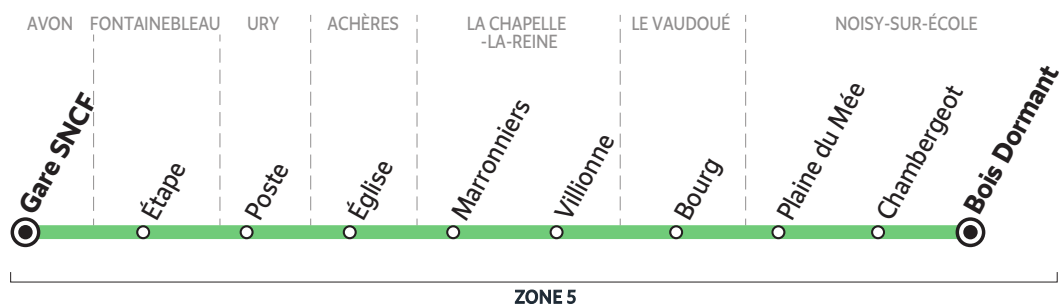 AVON
FONTAINEBLEAU
URY
ACHÈRES
LA CHAPELLE
-LA-REINE
LE VAUDOUÉ
NOISY-SUR-ÉCOLE
Gare SNCF
Étape
Poste
Église
Marronniers
Villionne
Bourg
Plaine du Mée
Chambergeot
Bois Dormant
ZONE 5